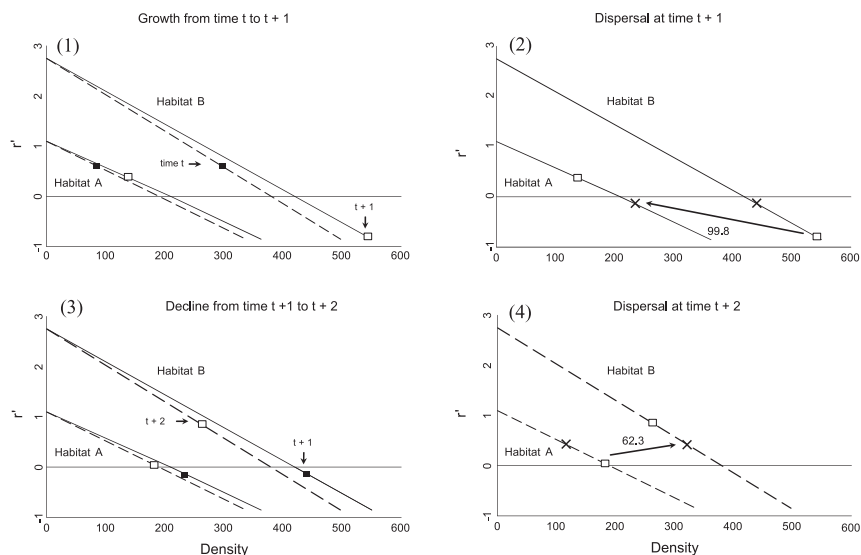 (1)
Growth from time t to t + 1
3
2
1
0
-1
r'
Habitat B
time t
Habitat A
t + 1
0
100
200
300
400
500
600
(2)
Dispersal at time t + 1
3
2
1
0
-1
r'
Habitat B
Habitat A
99.8
0
100
200
300
400
500
600
(3)
Decline from time t +1 to t + 2
3
2
1
0
-1
r'
Habitat B
t + 2
t + 1
Habitat A
0
100
200
300
400
500
600
Density
(4)
Dispersal at time t + 2
3
2
1
0
-1
r'
Habitat B
62.3
Habitat A
0
100
200
300
400
500
600
Density